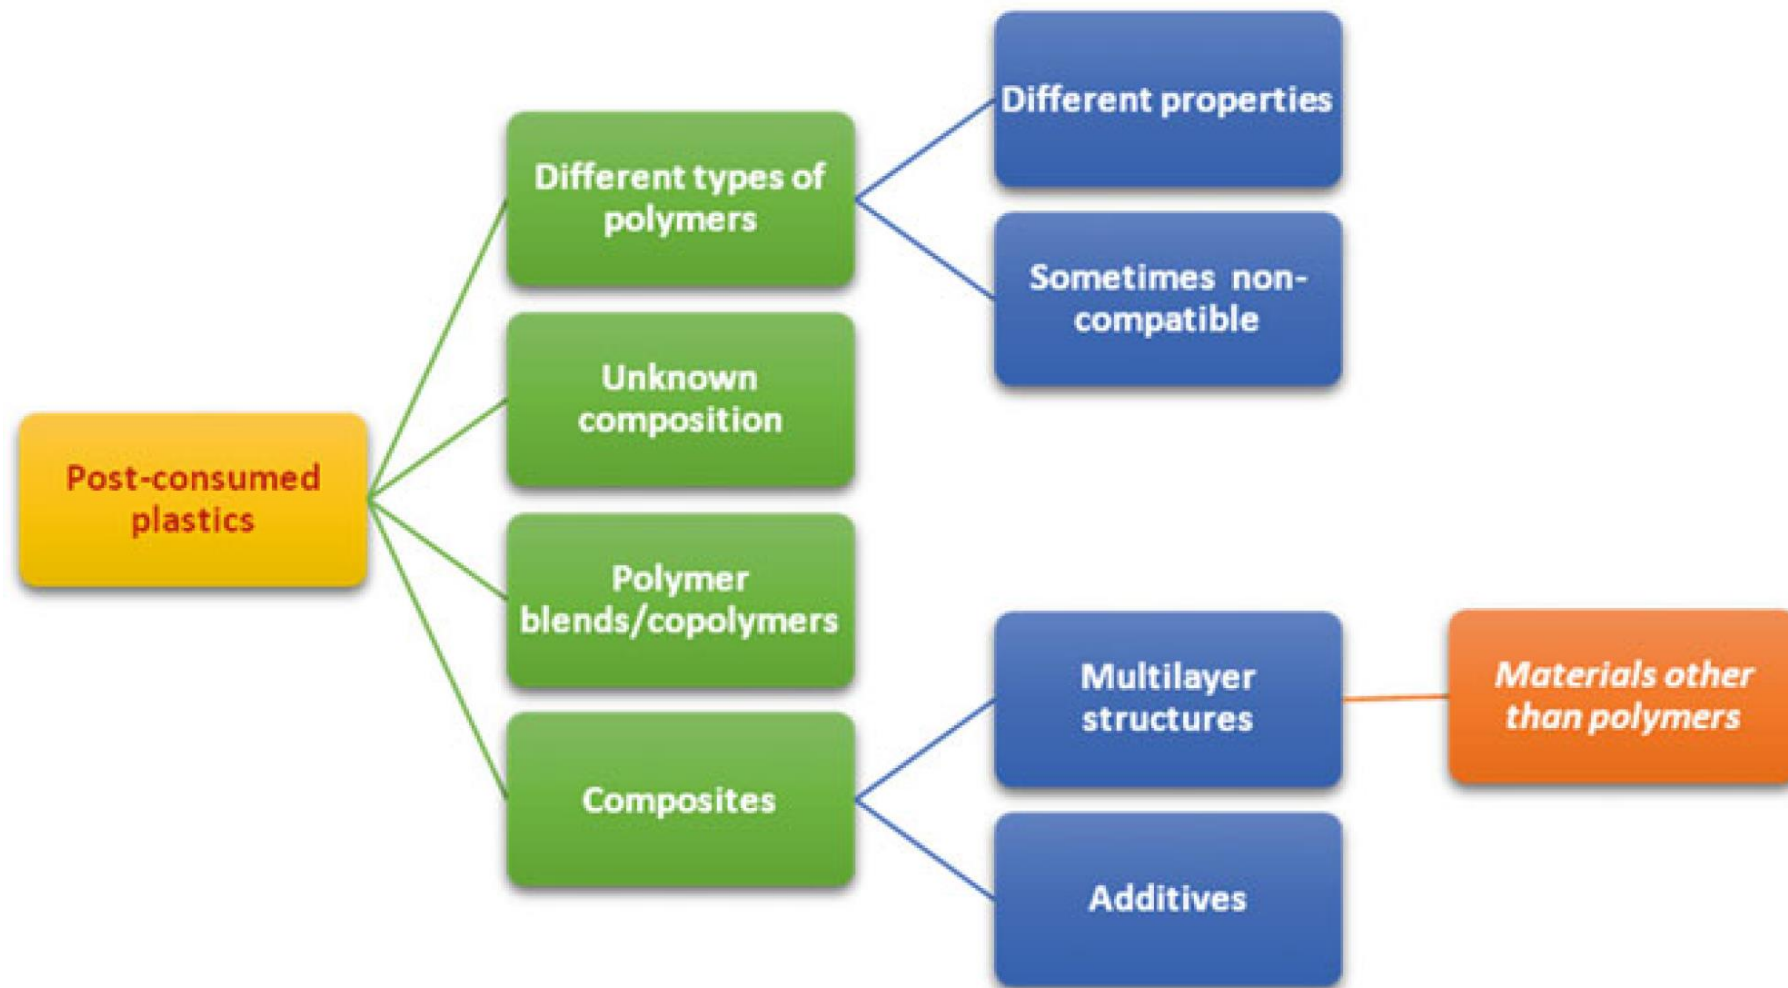 Post-consumed
plastics
Different types of
polymers
Different properties
Sometimes non-
compatible
Unknown
composition
Polymer
blends/copolymers
Composites
Multilayer
structures
Materials other
than polymers
Additives